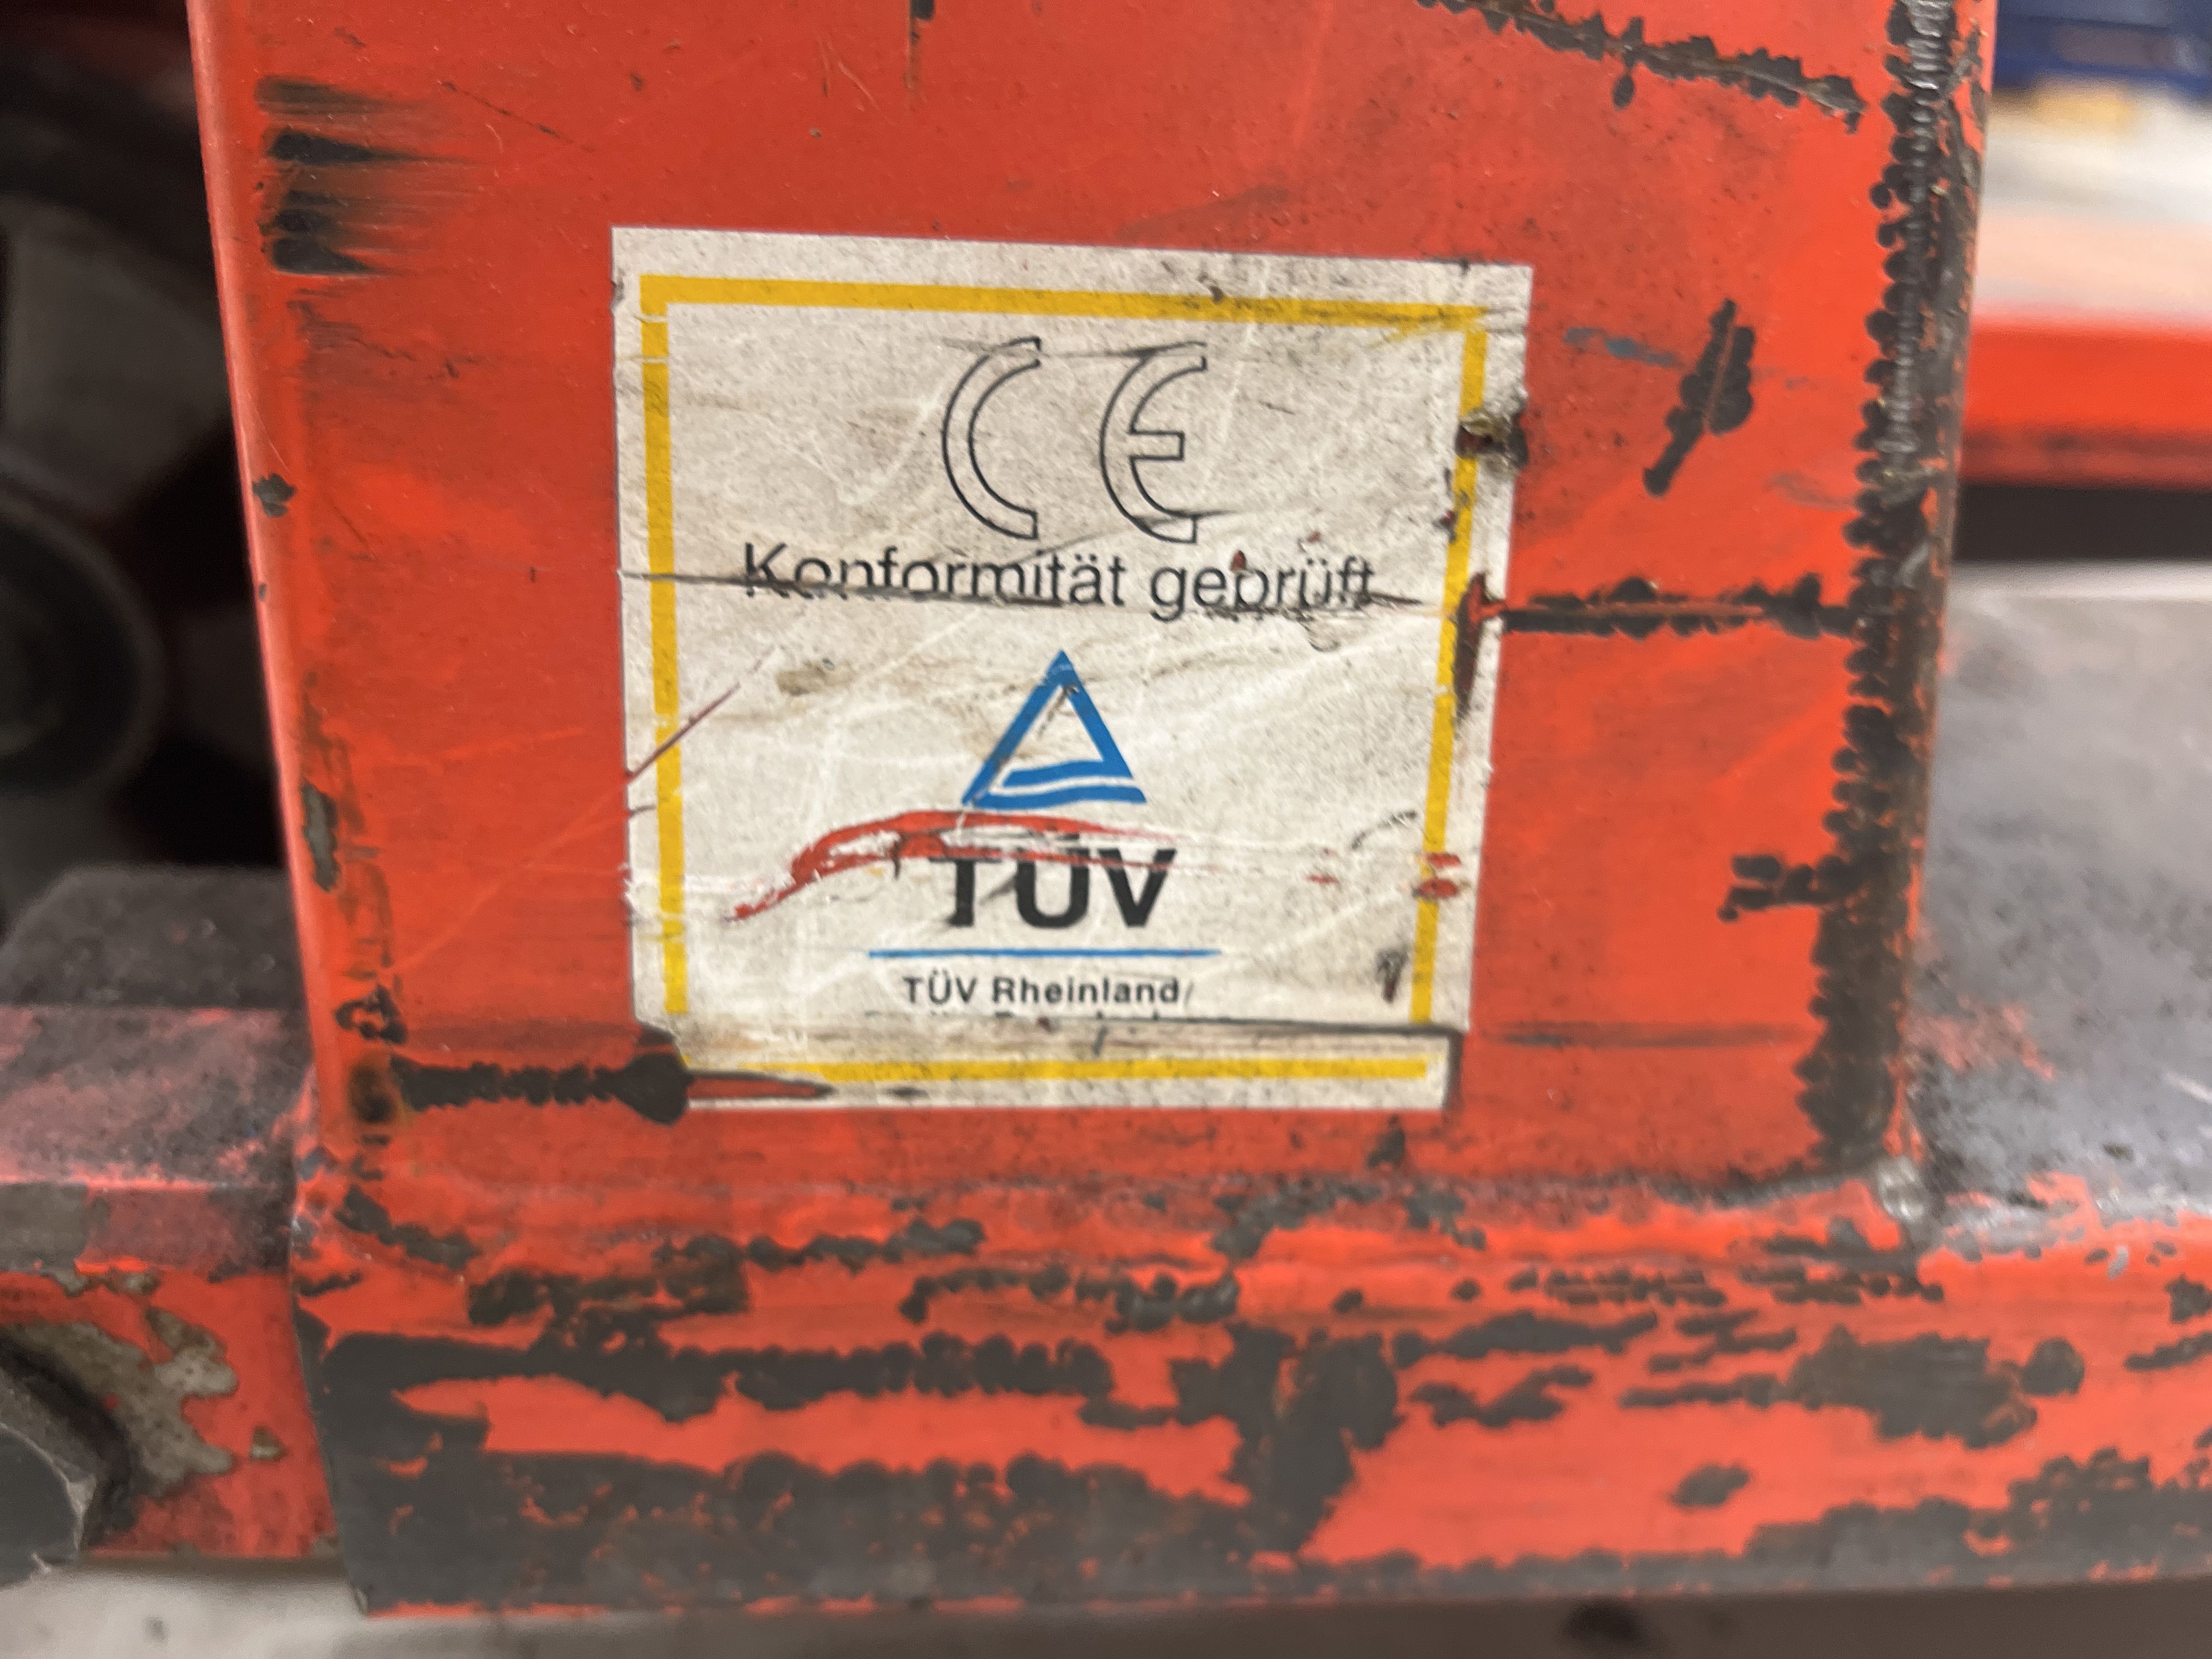 CE
Konformität geprüft
TÜV
TÜV Rheinland/